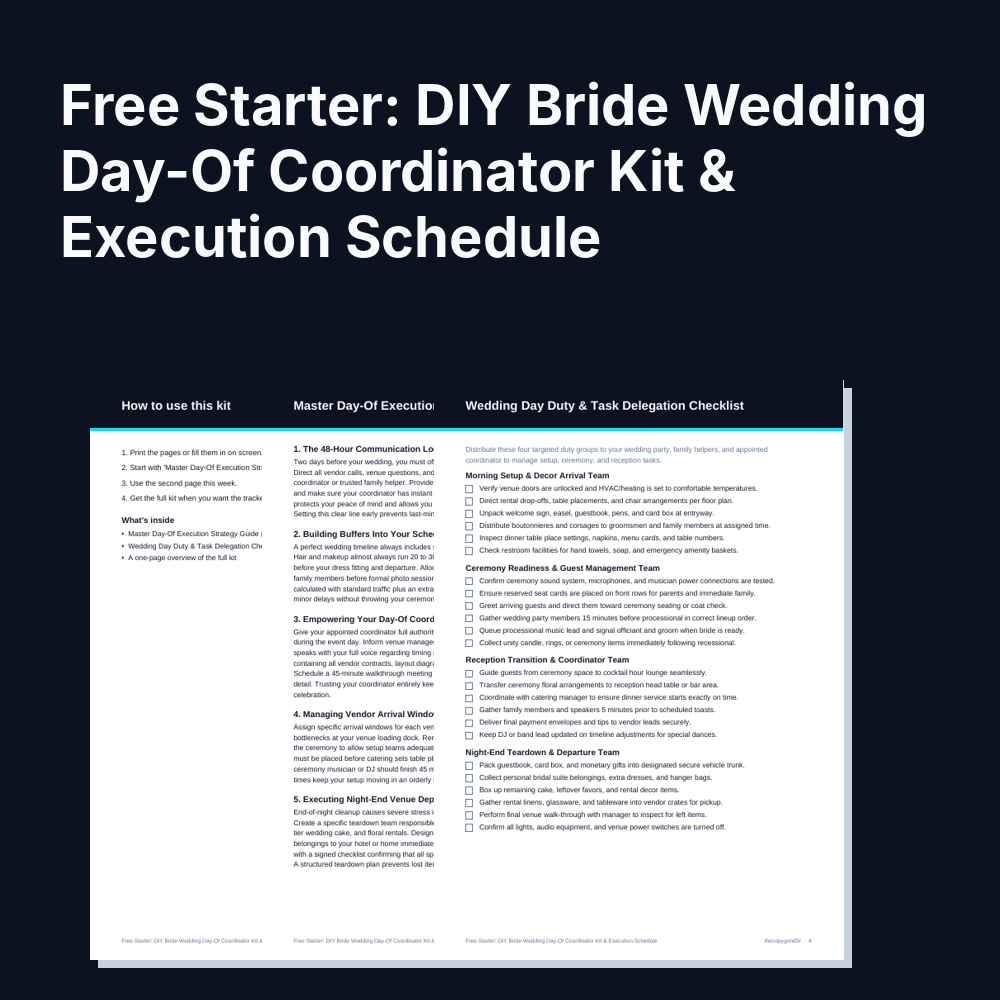 Free Starter: DIY Bride Wedding
Day-Of Coordinator Kit &
Execution Schedule
How to use this kit
1. Print the pages or fill them in on screen
2. Start with 'Master Day-Of Execution Str
3. Use the second page this week.
4. Get the full kit when you want the tracke
What's inside
• Master Day-Of Execution Strategy Guide
• Wedding Day Duty & Task Delegation Che
• A one-page overview of the full kit
Free Starter: DIY Bride Wedding Day-Of Coordinator Kit &
Master Day-Of Execution
1. The 48-Hour Communication Lo
Two days before your wedding, you must of
Direct all vendor calls, venue questions, and
coordinator or trusted family helper. Provide
and make sure your coordinator has instant
protects your peace of mind and allows you
Setting this clear line early prevents last-min
2. Building Buffers Into Your Sche
A perfect wedding timeline always includes
Hair and makeup almost always run 20 to 30
before your dress fitting and departure. Alloc
family members before formal photo session
calculated with standard traffic plus an extra
minor delays without throwing your ceremon
3. Empowering Your Day-Of Coord
Give your appointed coordinator full authorit
during the event day. Inform venue manage
speaks with your full voice regarding timing
containing all vendor contracts, layout diagra
Schedule a 45-minute walkthrough meeting
detail. Trusting your coordinator entirely kee
celebration.
4. Managing Vendor Arrival Windo
Assign specific arrival windows for each ven
bottlenecks at your venue loading dock. Ren
the ceremony to allow setup teams adequat
must be placed before catering sets table pl
ceremony musician or DJ should finish 45 m
times keep your setup moving in an orderly
5. Executing Night-End Venue Dep
End-of-night cleanup causes severe stress i
Create a specific teardown team responsible
tier wedding cake, and floral rentals. Design
belongings to your hotel or home immediate
with a signed checklist confirming that all sp
A structured teardown plan prevents lost iter
Free Starter: DIY Bride Wedding Day-Of Coordinator Kit &
Wedding Day Duty & Task Delegation Checklist
Distribute these four targeted duty groups to your wedding party, family helpers, and appointed
coordinator to manage setup, ceremony, and reception tasks.
Morning Setup & Decor Arrival Team
Verify venue doors are unlocked and HVAC/heating is set to comfortable temperatures.
Direct rental drop-offs, table placements, and chair arrangements per floor plan.
Unpack welcome sign, easel, guestbook, pens, and card box at entryway.
Distribute boutonnieres and corsages to groomsmen and family members at assigned time.
Inspect dinner table place settings, napkins, menu cards, and table numbers.
Check restroom facilities for hand towels, soap, and emergency amenity baskets.
Ceremony Readiness & Guest Management Team
Confirm ceremony sound system, microphones, and musician power connections are tested.
Ensure reserved seat cards are placed on front rows for parents and immediate family.
Greet arriving guests and direct them toward ceremony seating or coat check.
Gather wedding party members 15 minutes before processional in correct lineup order.
Queue processional music lead and signal officiant and groom when bride is ready.
Collect unity candle, rings, or ceremony items immediately following recessional.
Reception Transition & Coordinator Team
Guide guests from ceremony space to cocktail hour lounge seamlessly.
Transfer ceremony floral arrangements to reception head table or bar area.
Coordinate with catering manager to ensure dinner service starts exactly on time.
Gather family members and speakers 5 minutes prior to scheduled toasts.
Deliver final payment envelopes and tips to vendor leads securely.
Keep DJ or band lead updated on timeline adjustments for special dances.
Night-End Teardown & Departure Team
Pack guestbook, card box, and monetary gifts into designated secure vehicle trunk.
Collect personal bridal suite belongings, extra dresses, and hanger bags.
Box up remaining cake, leftover favors, and rental decor items.
Gather rental linens, glassware, and tableware into vendor crates for pickup.
Perform final venue walk-through with manager to inspect for left items.
Confirm all lights, audio equipment, and venue power switches are turned off.
Free Starter: DIY Bride Wedding Day-Of Coordinator Kit & Execution Schedule
thecopygrind3r · 4